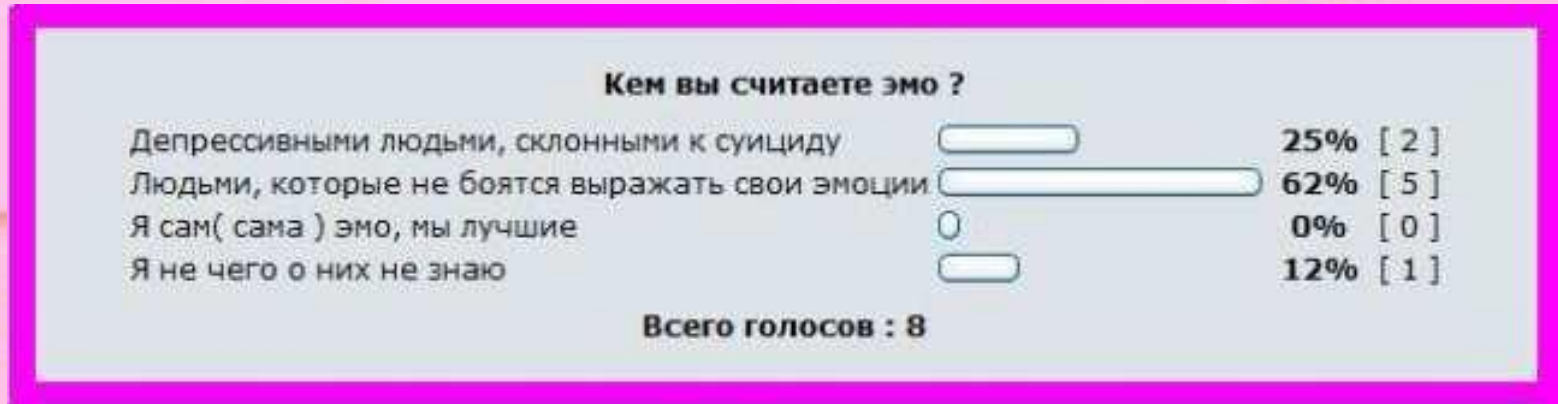 Кем вы считаете эмо ?
Депрессивными людьми, склонными к суициду 25% [ 2 ]
Людьми, которые не боятся выражать свои эмоции 62% [ 5 ]
Я сам( сама ) эмо, мы лучшие 0% [ 0 ]
Я не чего о них не знаю 12% [ 1 ]
Всего голосов : 8